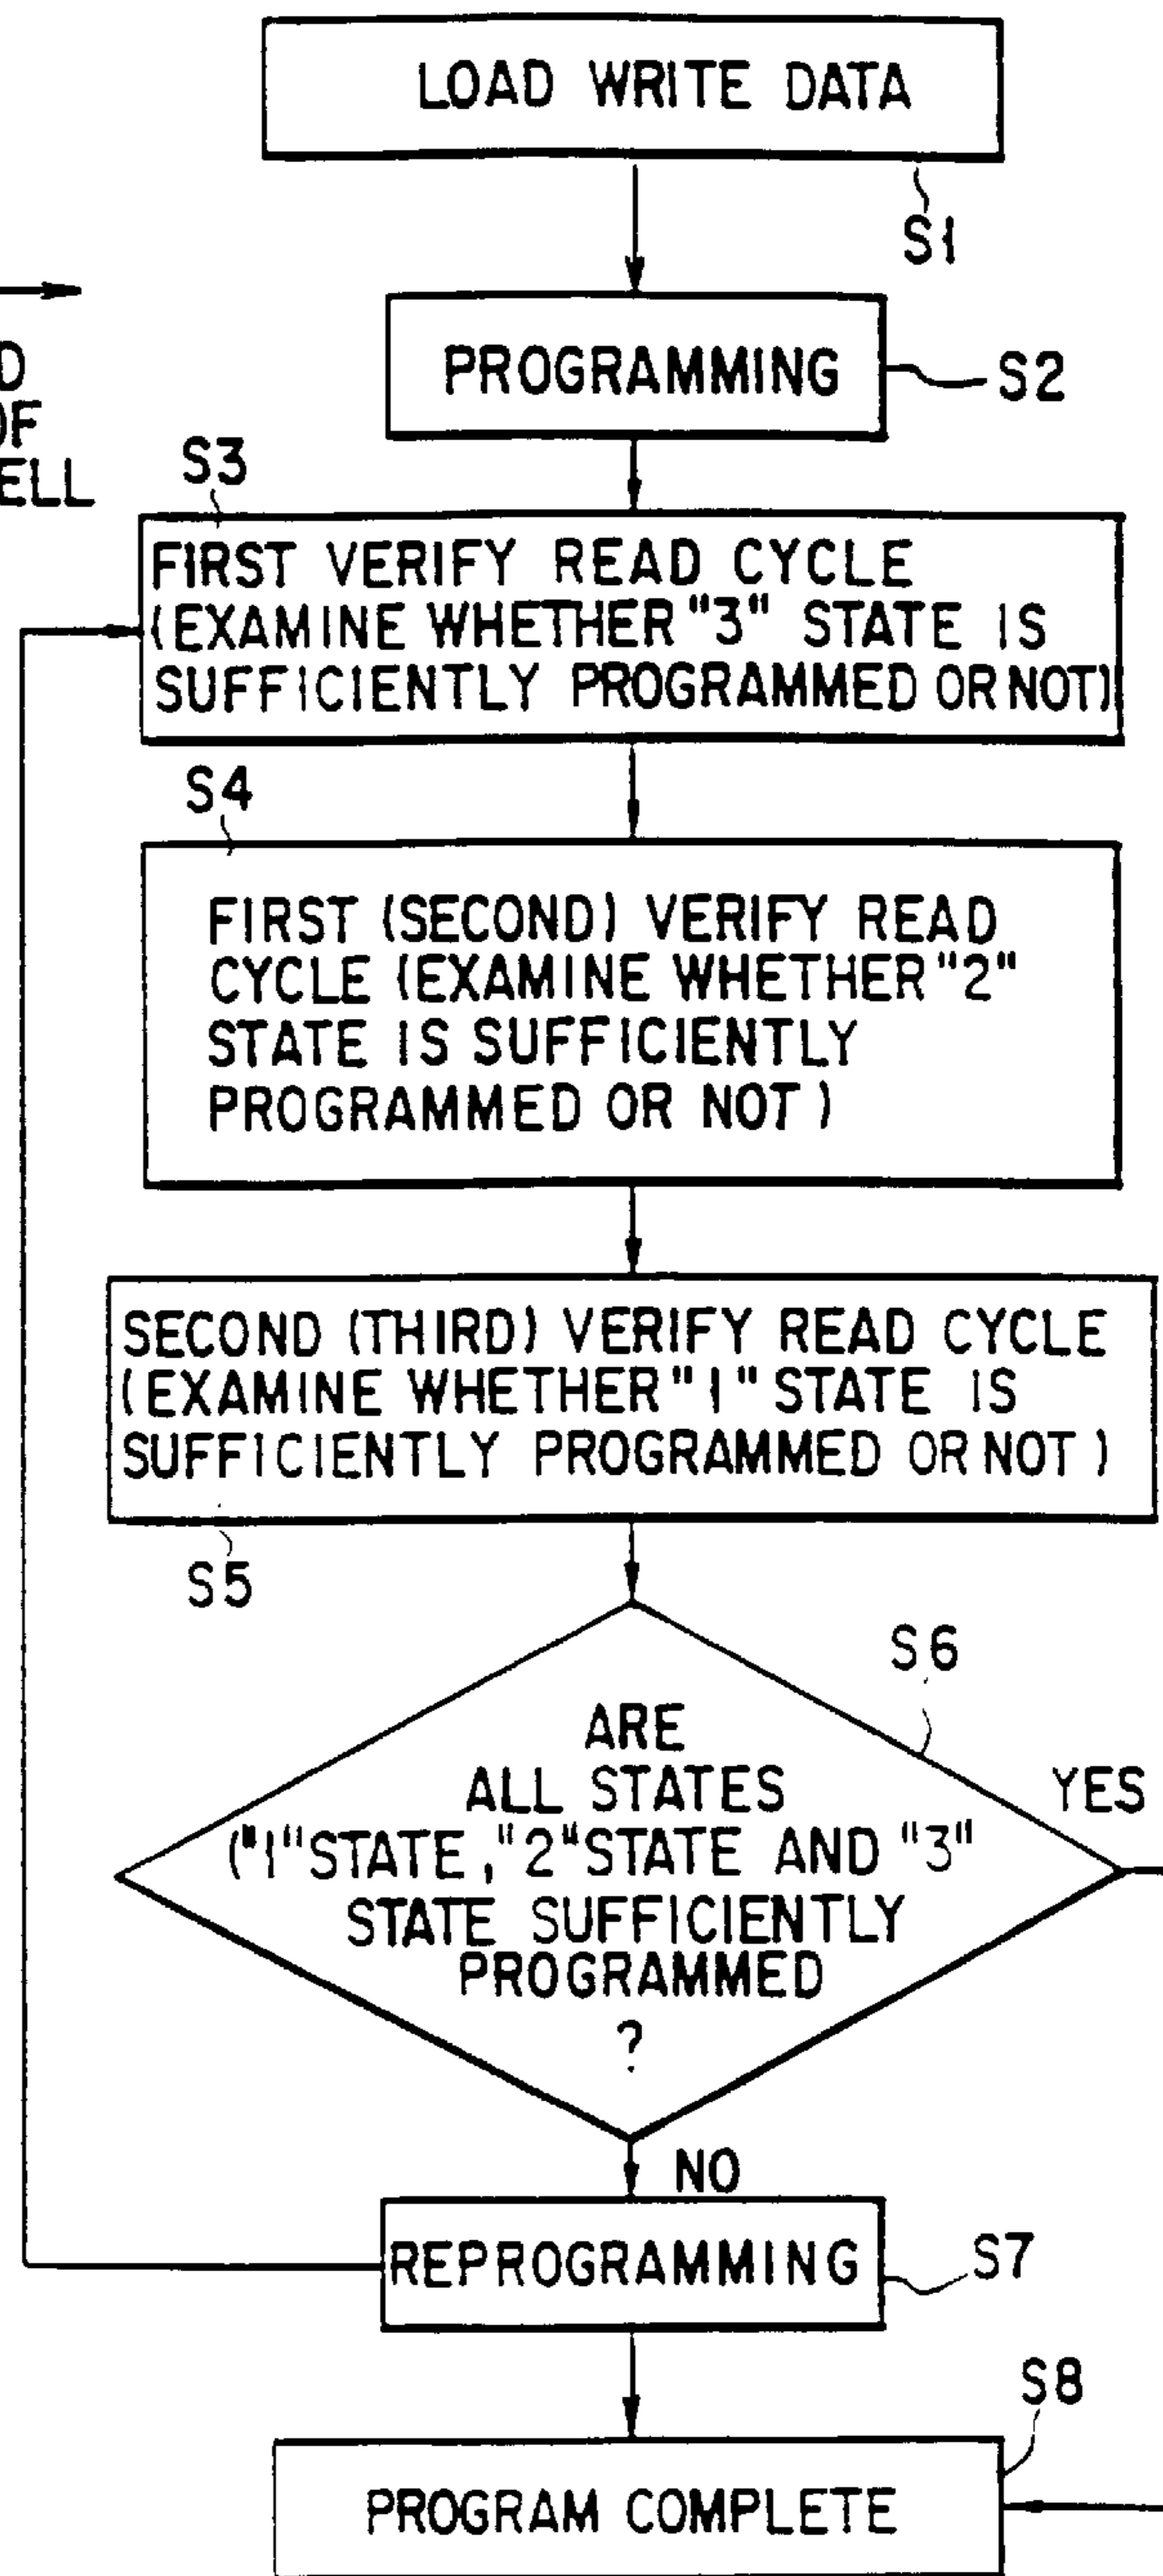 LOAD WRITE DATA
S1
PROGRAMMING
S2
D
OF
ELL
S3
FIRST VERIFY READ CYCLE
(EXAMINE WHETHER "3" STATE IS
SUFFICIENTLY PROGRAMMED OR NOT)
S4
FIRST (SECOND) VERIFY READ
CYCLE (EXAMINE WHETHER "2"
STATE IS SUFFICIENTLY
PROGRAMMED OR NOT)
SECOND (THIRD) VERIFY READ CYCLE
(EXAMINE WHETHER "1" STATE IS
SUFFICIENTLY PROGRAMMED OR NOT)
S5
S6
ARE
ALL STATES
("1" STATE, "2" STATE AND "3"
STATE SUFFICIENTLY
PROGRAMMED
?
YES
NO
REPROGRAMMING
S7
S8
PROGRAM COMPLETE